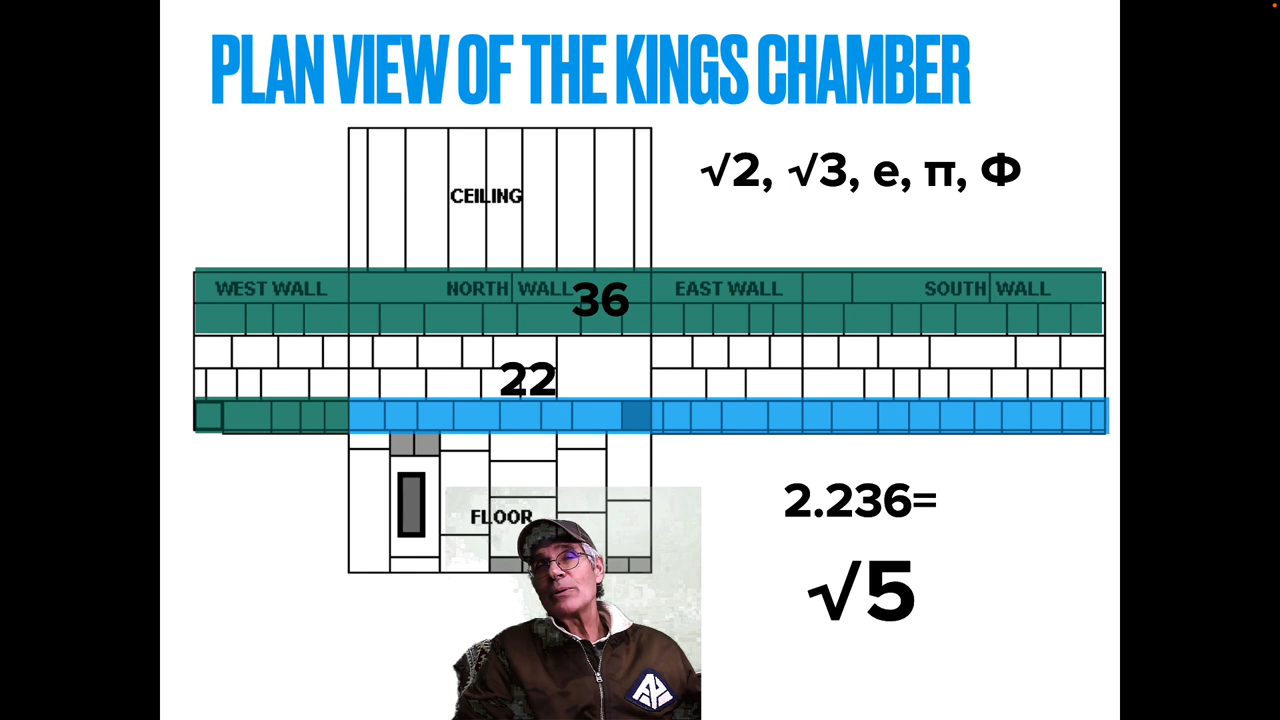 PLAN VIEW OF THE KINGS CHAMBER
√2, √3, e, π, Φ
CEILING
WEST WALL
NORTH WALL
EAST WALL
SOUTH WALL
36
22
2.236=
√5
FLOOR